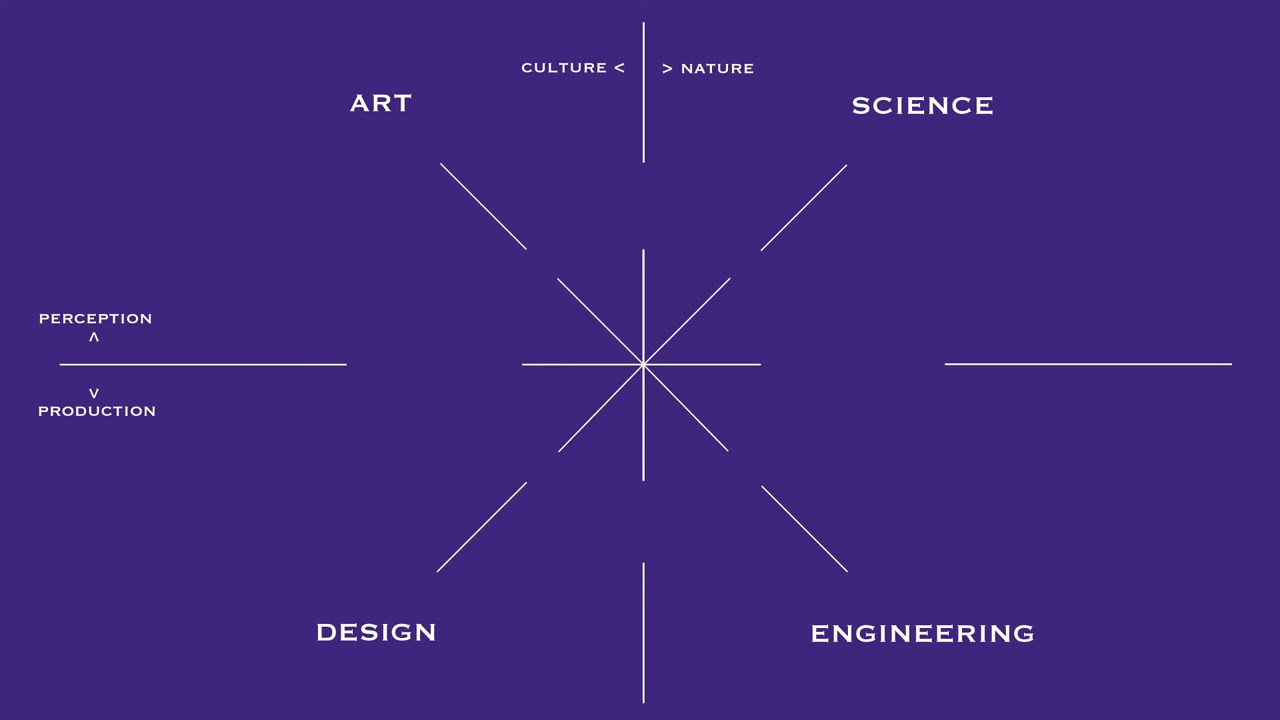 CULTURE < > NATURE
ART
SCIENCE
PERCEPTION
^
v
PRODUCTION
DESIGN
ENGINEERING